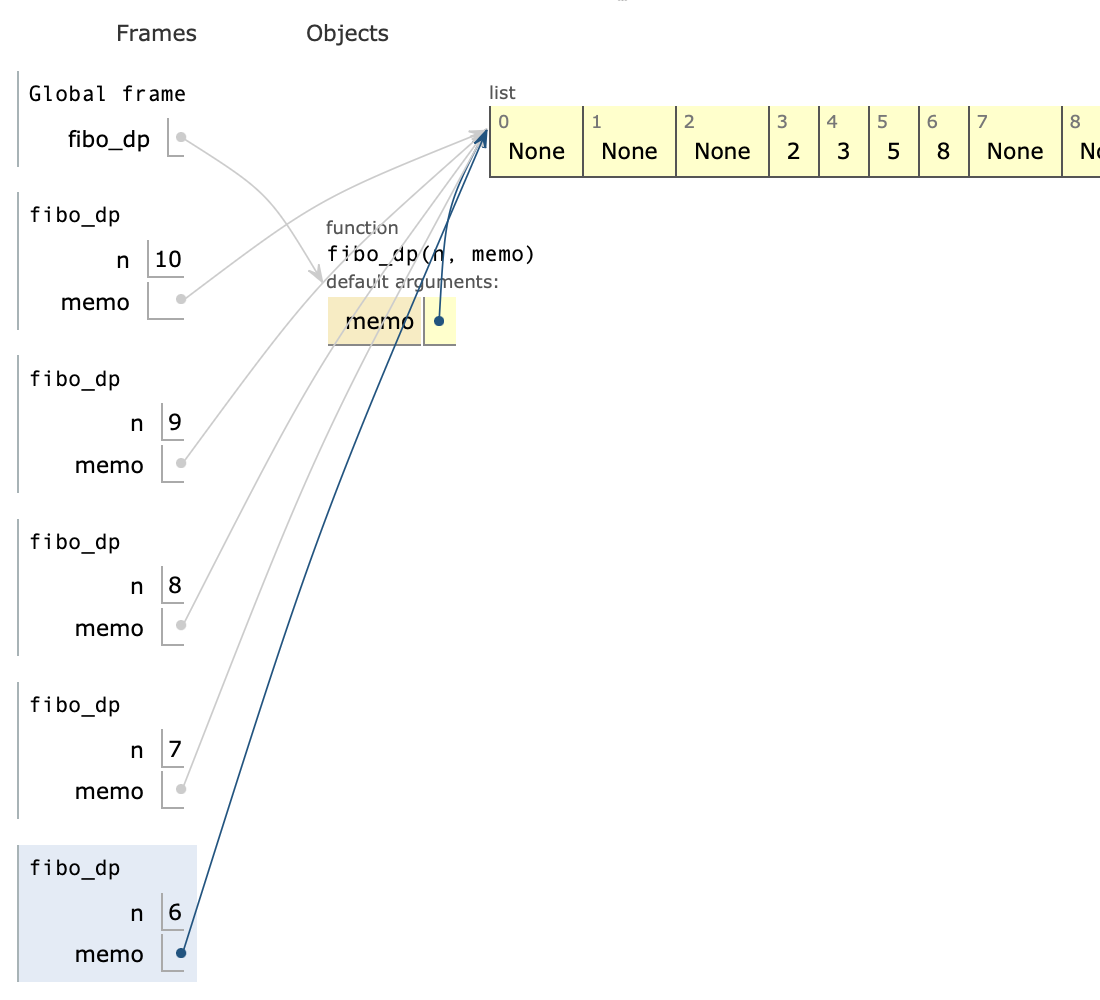 Frames Objects
Global frame
fibo_dp
list
0 1 2 3 4 5 6 7 8
None None None 2 3 5 8 None
fibo_dp
n 10
memo
function
fibo_dp(n, memo)
default arguments:
memo
fibo_dp
n 9
memo
fibo_dp
n 8
memo
fibo_dp
n 7
memo
fibo_dp
n 6
memo